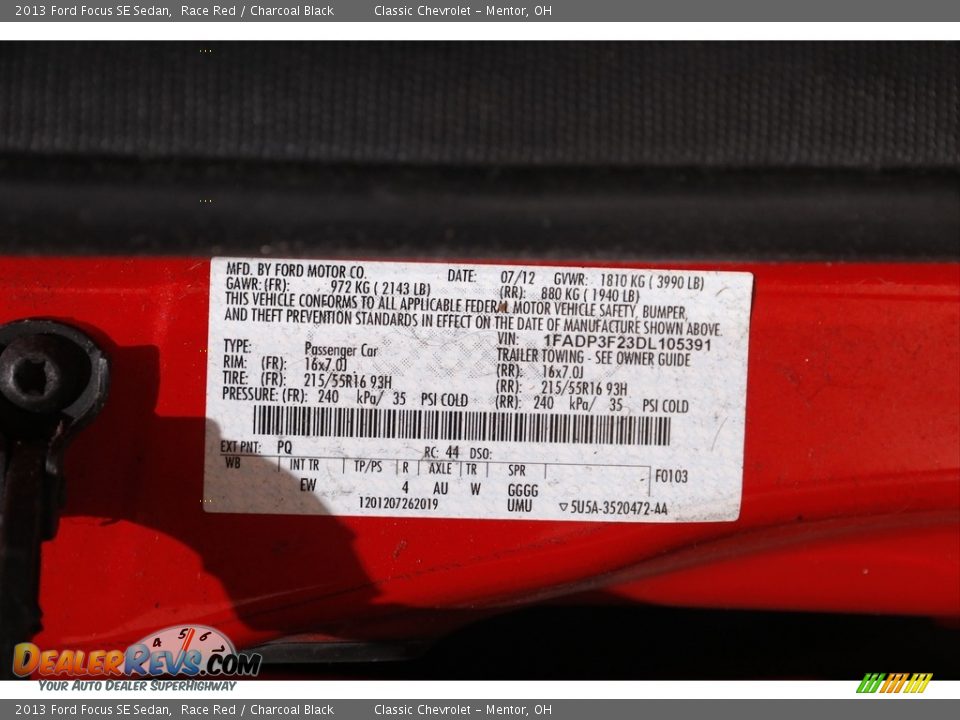 2013 Ford Focus SE Sedan,  Race Red / Charcoal Black        Classic Chevrolet - Mentor, OH
MFD. BY FORD MOTOR CO.  DATE:  07/12  GVWR:  1810 KG ( 3990 LB)
GAWR: (FR):  972 KG ( 2143 LB)  (RR):  880 KG ( 1940 LB)
THIS VEHICLE CONFORMS TO ALL APPLICABLE FEDERAL MOTOR VEHICLE SAFETY, BUMPER,
AND THEFT PREVENTION STANDARDS IN EFFECT ON THE DATE OF MANUFACTURE SHOWN ABOVE.
VIN:  1FADP3F23DL105391
TYPE:  Passenger Car  TRAILER TOWING - SEE OWNER GUIDE
RIM:  (FR):  16x7.0J  (RR):  16x7.0J
TIRE:  (FR):  215/55R16 93H  (RR):  215/55R16 93H
PRESSURE: (FR):  240  kPa/  35  PSI COLD  (RR):  240  kPa/  35  PSI COLD
EXT PNT:  PQ  RC:  44  DSO:
WB  INT TR  TP/PS  R  AXLE  TR  SPR  F0103
EW  4  AU  W  GGGG
1201207262019  UMU  ▽5U5A-3520472-AA
4 5 6
DEALERREVS.COM
YOUR AUTO DEALER SUPERHIGHWAY
2013 Ford Focus SE Sedan,  Race Red / Charcoal Black        Classic Chevrolet - Mentor, OH